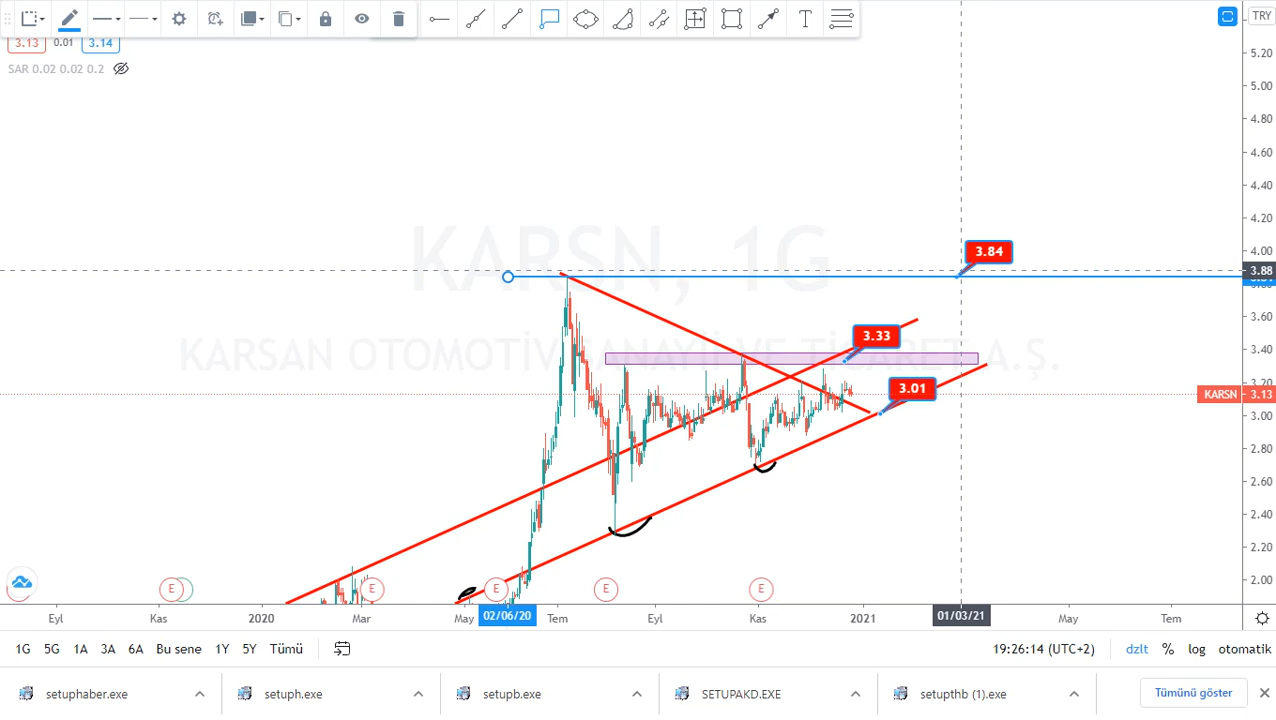 TRY
3.13 0.01 3.14
SAR 0.02 0.02 0.2
5.20
5.00
4.80
4.60
4.40
4.20
4.00
KARSN, 1G
3.84
3.88
3.60
3.33
KARSAN OTOMOTİV SANAYİ VE TİCARET A.Ş.
3.40
3.20
3.01
KARSN 3.13
3.00
2.80
2.60
2.40
2.20
2.00
E E E E E
Eyl Kas 2020 Mar May 02/06/20 Tem Eyl Kas 2021 01/03/21 May Tem
1G 5G 1A 3A 6A Bu sene 1Y 5Y Tümü 19:26:14 (UTC+2) dzlt % log otomatik
setuphaber.exe setuph.exe setupb.exe SETUPAKD.EXE setupthb (1).exe Tümünü göster